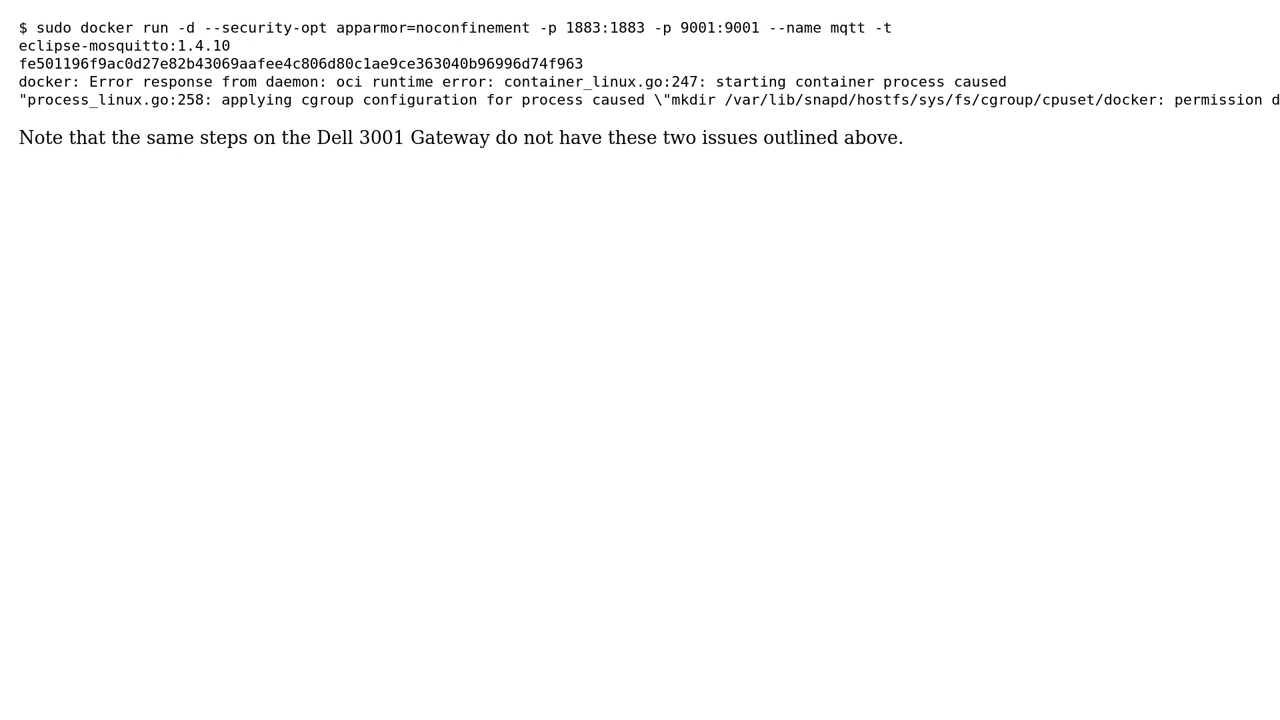 $ sudo docker run -d --security-opt apparmor=noconfinement -p 1883:1883 -p 9001:9001 --name mqtt -t
eclipse-mosquitto:1.4.10
fe501196f9ac0d27e82b43069aafee4c806d80c1ae9ce363040b96996d74f963
docker: Error response from daemon: oci runtime error: container_linux.go:247: starting container process caused
"process_linux.go:258: applying cgroup configuration for process caused \"mkdir /var/lib/snapd/hostfs/sys/fs/cgroup/cpuset/docker: permission d
Note that the same steps on the Dell 3001 Gateway do not have these two issues outlined above.